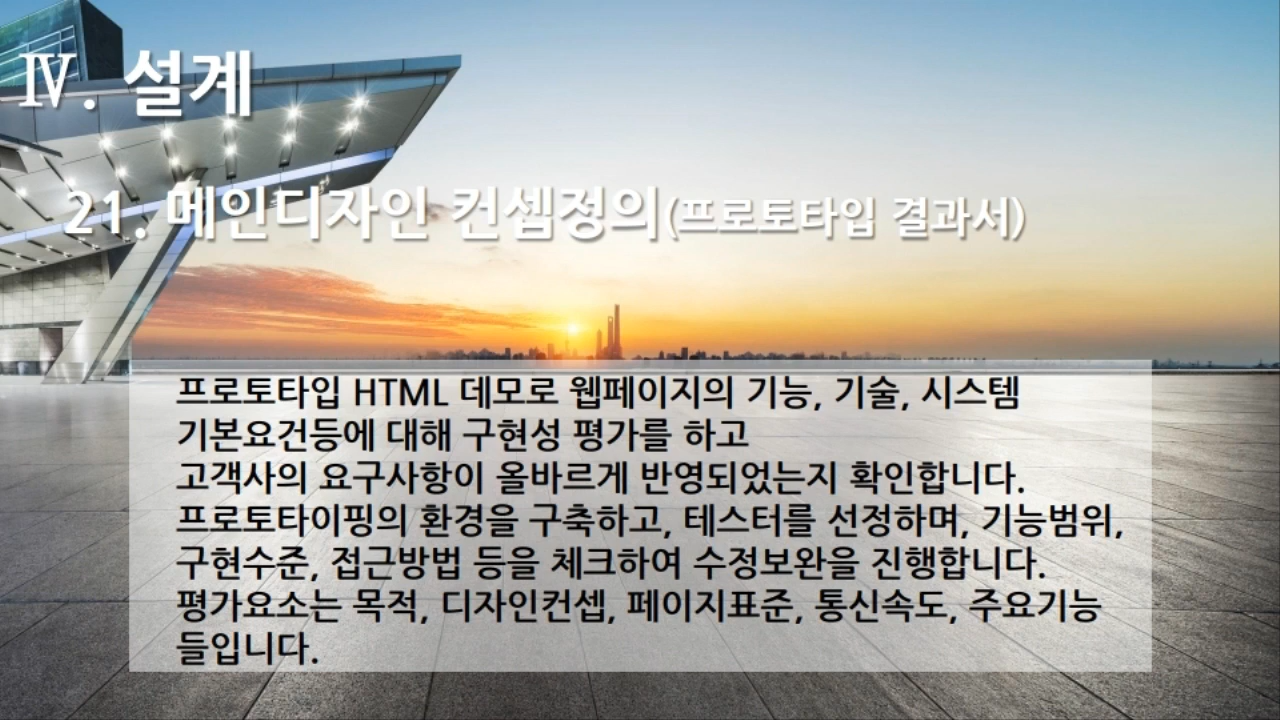 Ⅳ. 설계
21. 메인디자인 컨셉정의(프로토타입 결과서)
프로토타입 HTML 데모로 웹페이지의 기능, 기술, 시스템
기본요건등에 대해 구현성 평가를 하고
고객사의 요구사항이 올바르게 반영되었는지 확인합니다.
프로토타이핑의 환경을 구축하고, 테스터를 선정하며, 기능범위,
구현수준, 접근방법 등을 체크하여 수정보완을 진행합니다.
평가요소는 목적, 디자인컨셉, 페이지표준, 통신속도, 주요기능
들입니다.